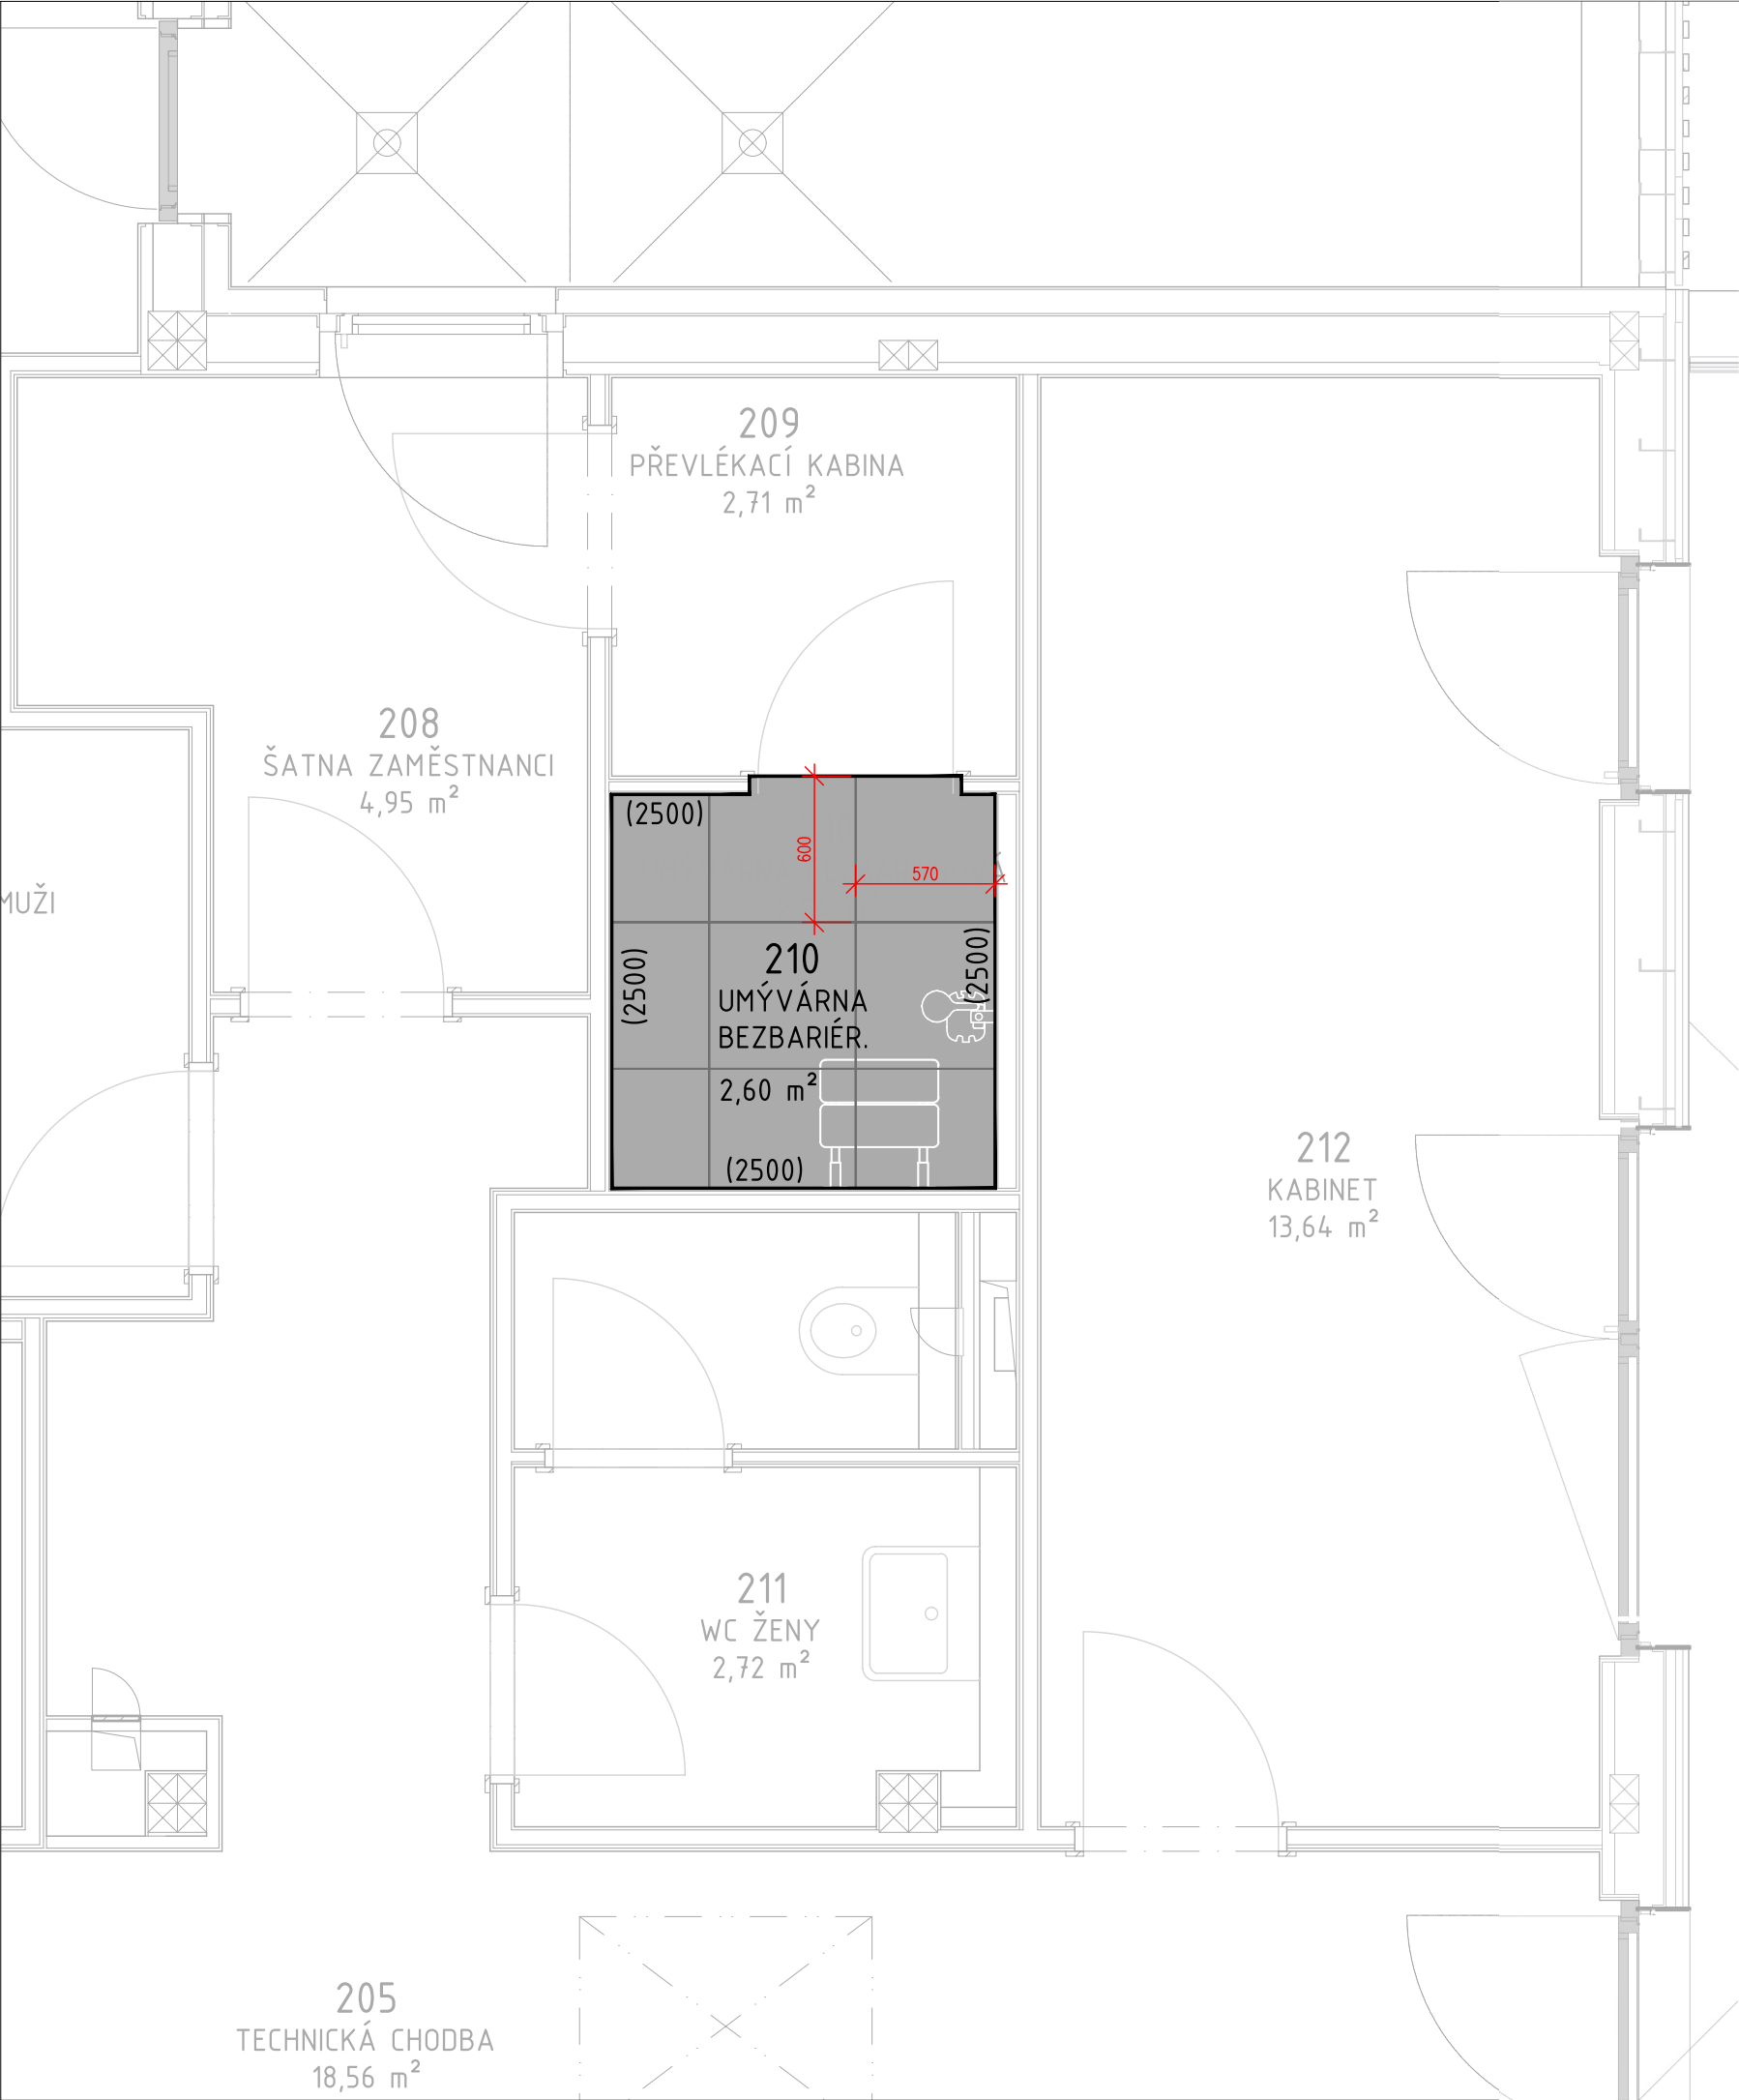 209
PŘEVLÉKACÍ KABINA
2,71 m²
208
ŠATNA ZAMĚSTNANCI
4,95 m²
(2500)
600
570
MUŽI
(2500)
210
UMÝVÁRNA
BEZBARIÉR.
2,60 m²
(2500)
(2500)
212
KABINET
13,64 m²
211
WC ŽENY
2,72 m²
205
TECHNICKÁ CHODBA
18,56 m²